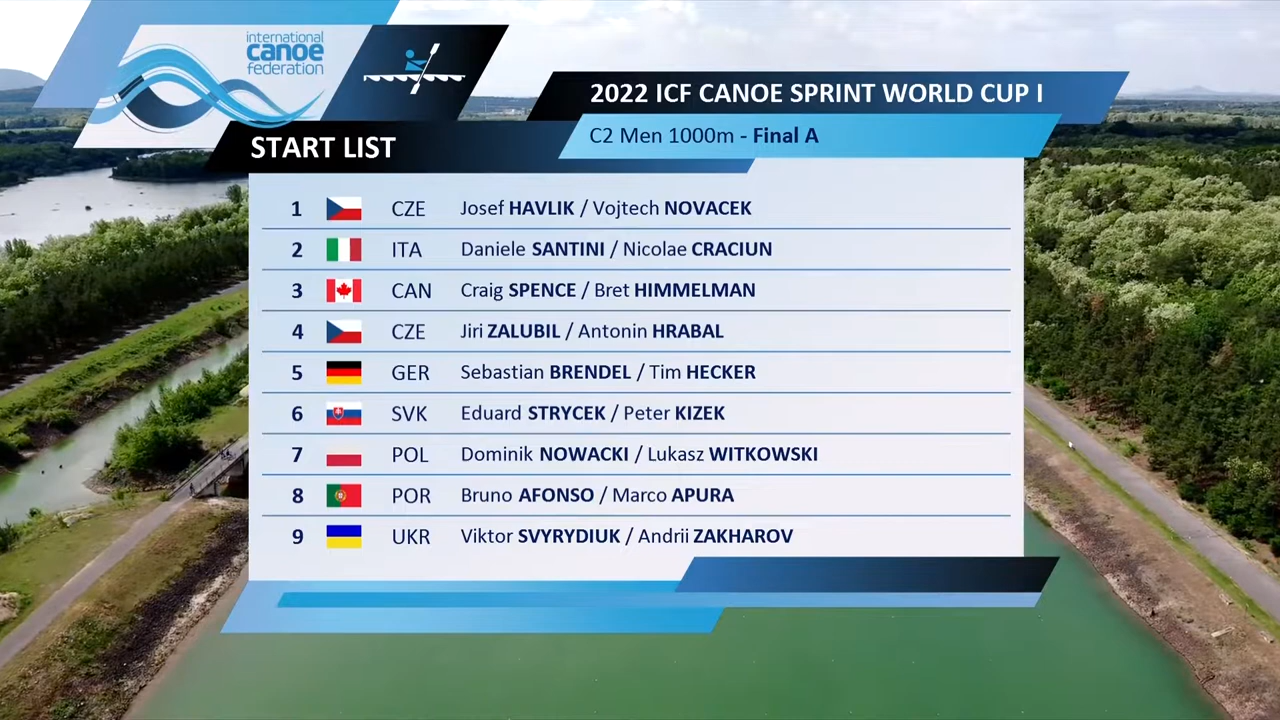 international
canoe
federation
2022 ICF CANOE SPRINT WORLD CUP I
C2 Men 1000m - Final A
START LIST
1 CZE Josef HAVLIK / Vojtech NOVACEK
2 ITA Daniele SANTINI / Nicolae CRACIUN
3 CAN Craig SPENCE / Bret HIMMELMAN
4 CZE Jiri ZALUBIL / Antonin HRABAL
5 GER Sebastian BRENDEL / Tim HECKER
6 SVK Eduard STRYCEK / Peter KIZEK
7 POL Dominik NOWACKI / Lukasz WITKOWSKI
8 POR Bruno AFONSO / Marco APURA
9 UKR Viktor SVYRYDIUK / Andrii ZAKHAROV